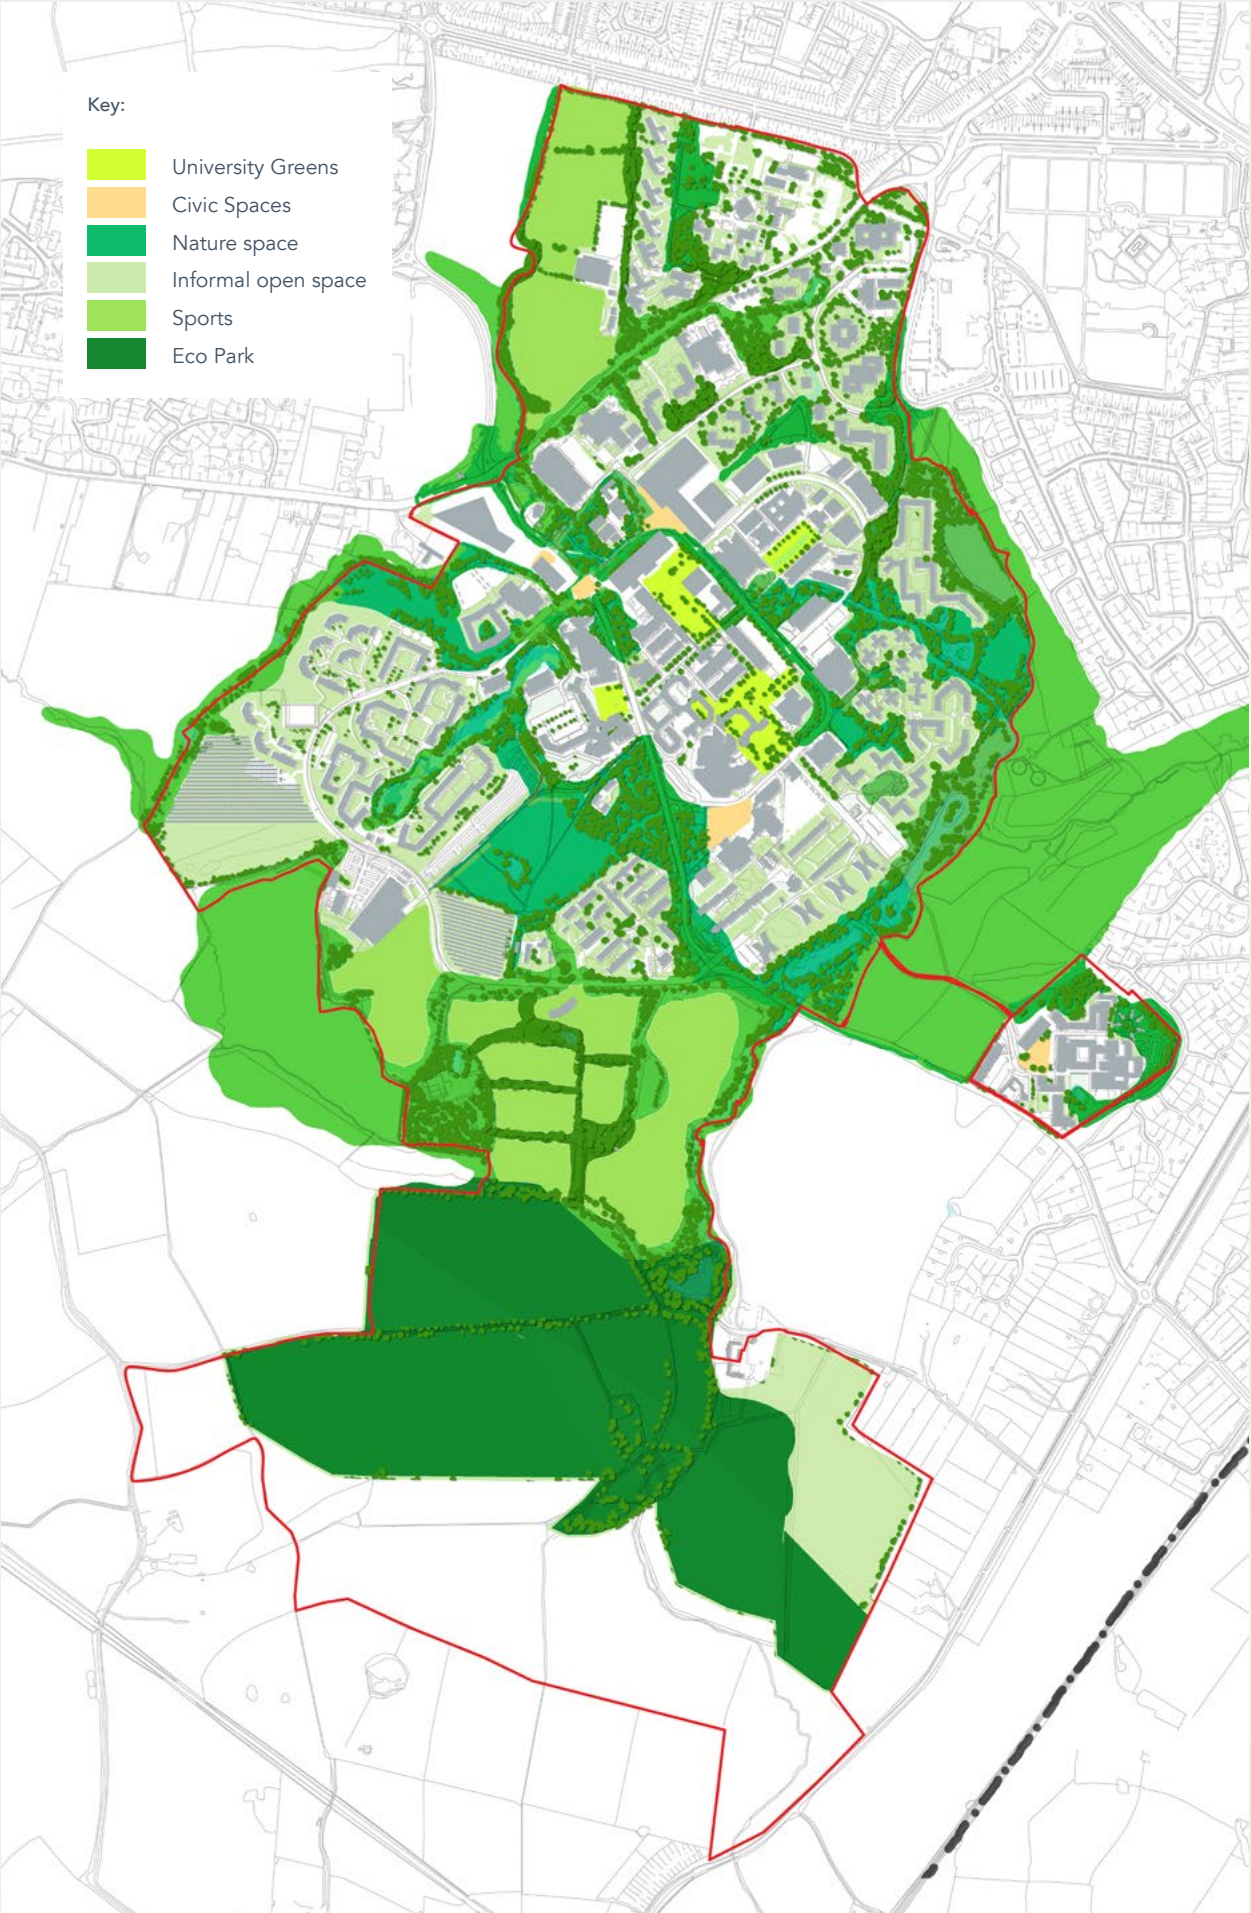 Key:
University Greens
Civic Spaces
Nature space
Informal open space
Sports
Eco Park